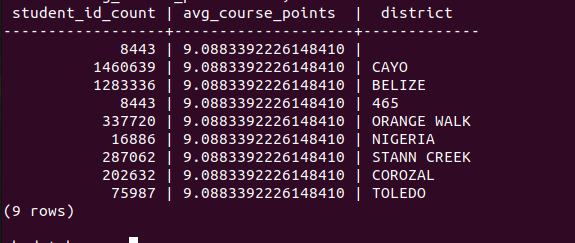 student_id_count | avg_course_points | district
------------------+--------------------+-------------
8443 | 9.0883392226148410 |
1460639 | 9.0883392226148410 | CAYO
1283336 | 9.0883392226148410 | BELIZE
8443 | 9.0883392226148410 | 465
337720 | 9.0883392226148410 | ORANGE WALK
16886 | 9.0883392226148410 | NIGERIA
287062 | 9.0883392226148410 | STANN CREEK
202632 | 9.0883392226148410 | COROZAL
75987 | 9.0883392226148410 | TOLEDO
(9 rows)